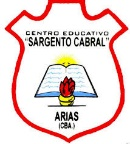 CENTRO EDUCATIVO
"SARGENTO CABRAL"
ARIAS
(CBA.)